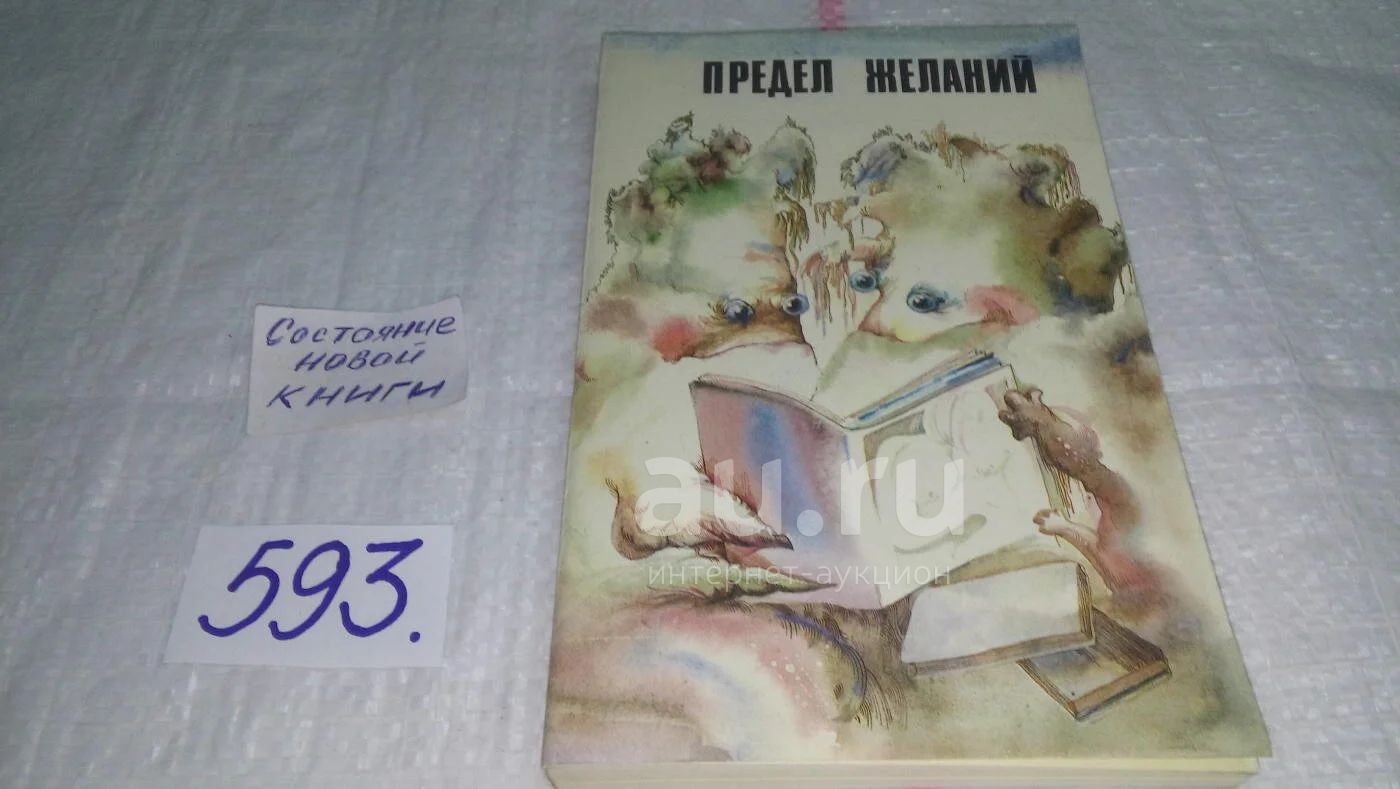 ПРЕДЕЛ ЖЕЛАНИЙ
Состояние
новой
книги
593.
au.ru
интернет-аукцион